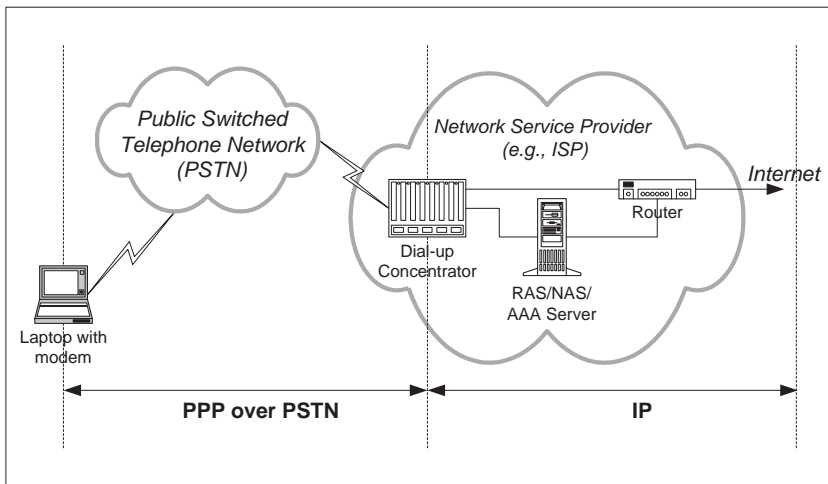 Public Switched
Telephone Network
(PSTN)
Network Service Provider
(e.g., ISP)
Internet
Router
Dial-up
Concentrator
RAS/NAS/
AAA Server
Laptop with
modem
PPP over PSTN
IP